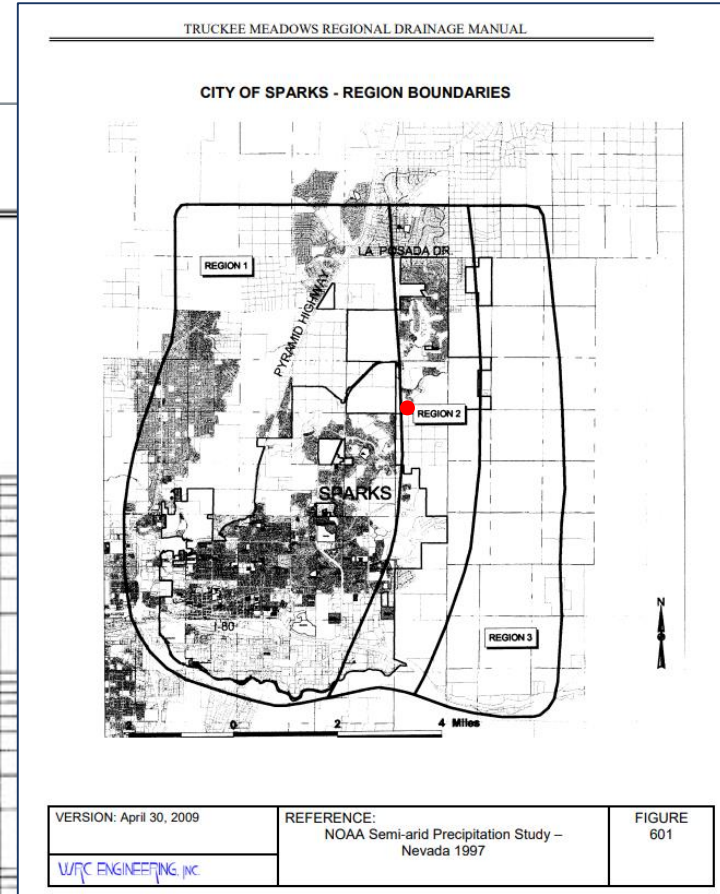 TRUCKEE MEADOWS REGIONAL DRAINAGE MANUAL
CITY OF SPARKS - REGION BOUNDARIES
LA POSADA DR.
REGION 1
PYRAMID HIGHWAY
REGION 2
SPARKS
I-80
REGION 3
N
2 0 2 4 Miles
VERSION: April 30, 2009
WRC ENGINEERING, INC.
REFERENCE:
NOAA Semi-arid Precipitation Study –
Nevada 1997
FIGURE
601